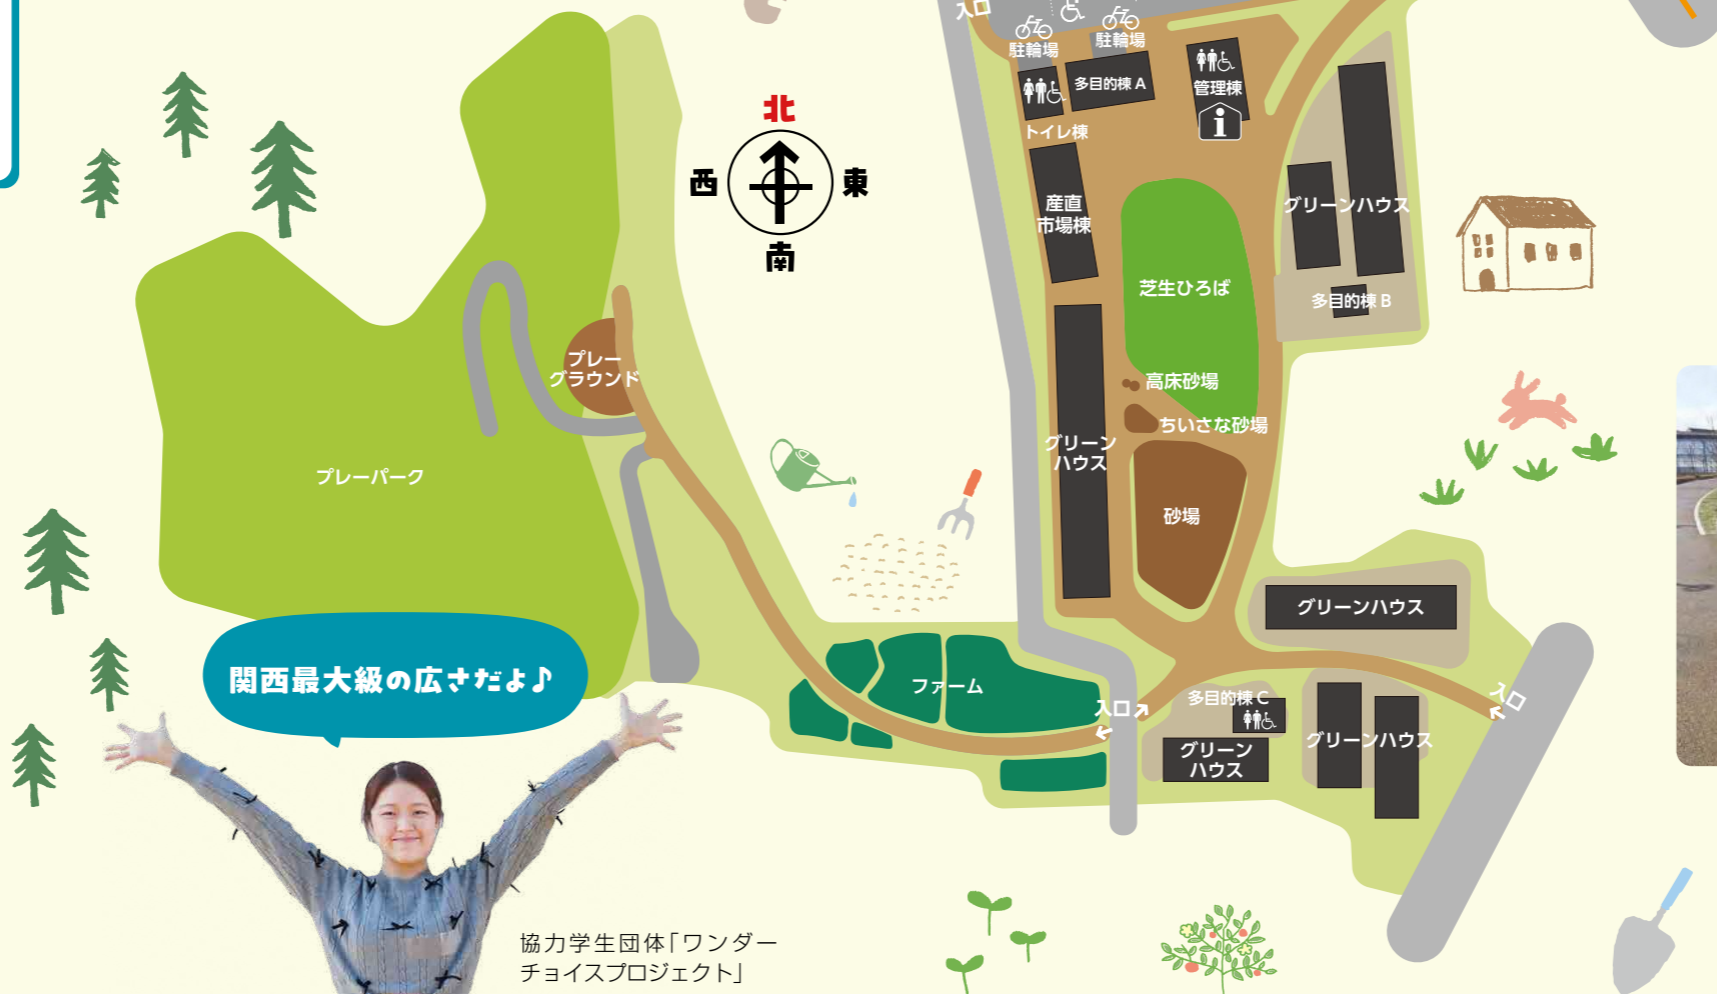 入口
駐輪場
駐輪場
多目的棟 A
管理棟
i
トイレ棟
北
西
東
南
産直
市場棟
グリーンハウス
芝生ひろば
多目的棟 B
プレー
グラウンド
高床砂場
ちいさな砂場
グリーン
ハウス
プレーパーク
砂場
グリーンハウス
関西最大級の広さだよ♪
ファーム
入口
多目的棟 C
入口
グリーン
ハウス
グリーンハウス
協力学生団体「ワンダー
チョイスプロジェクト」